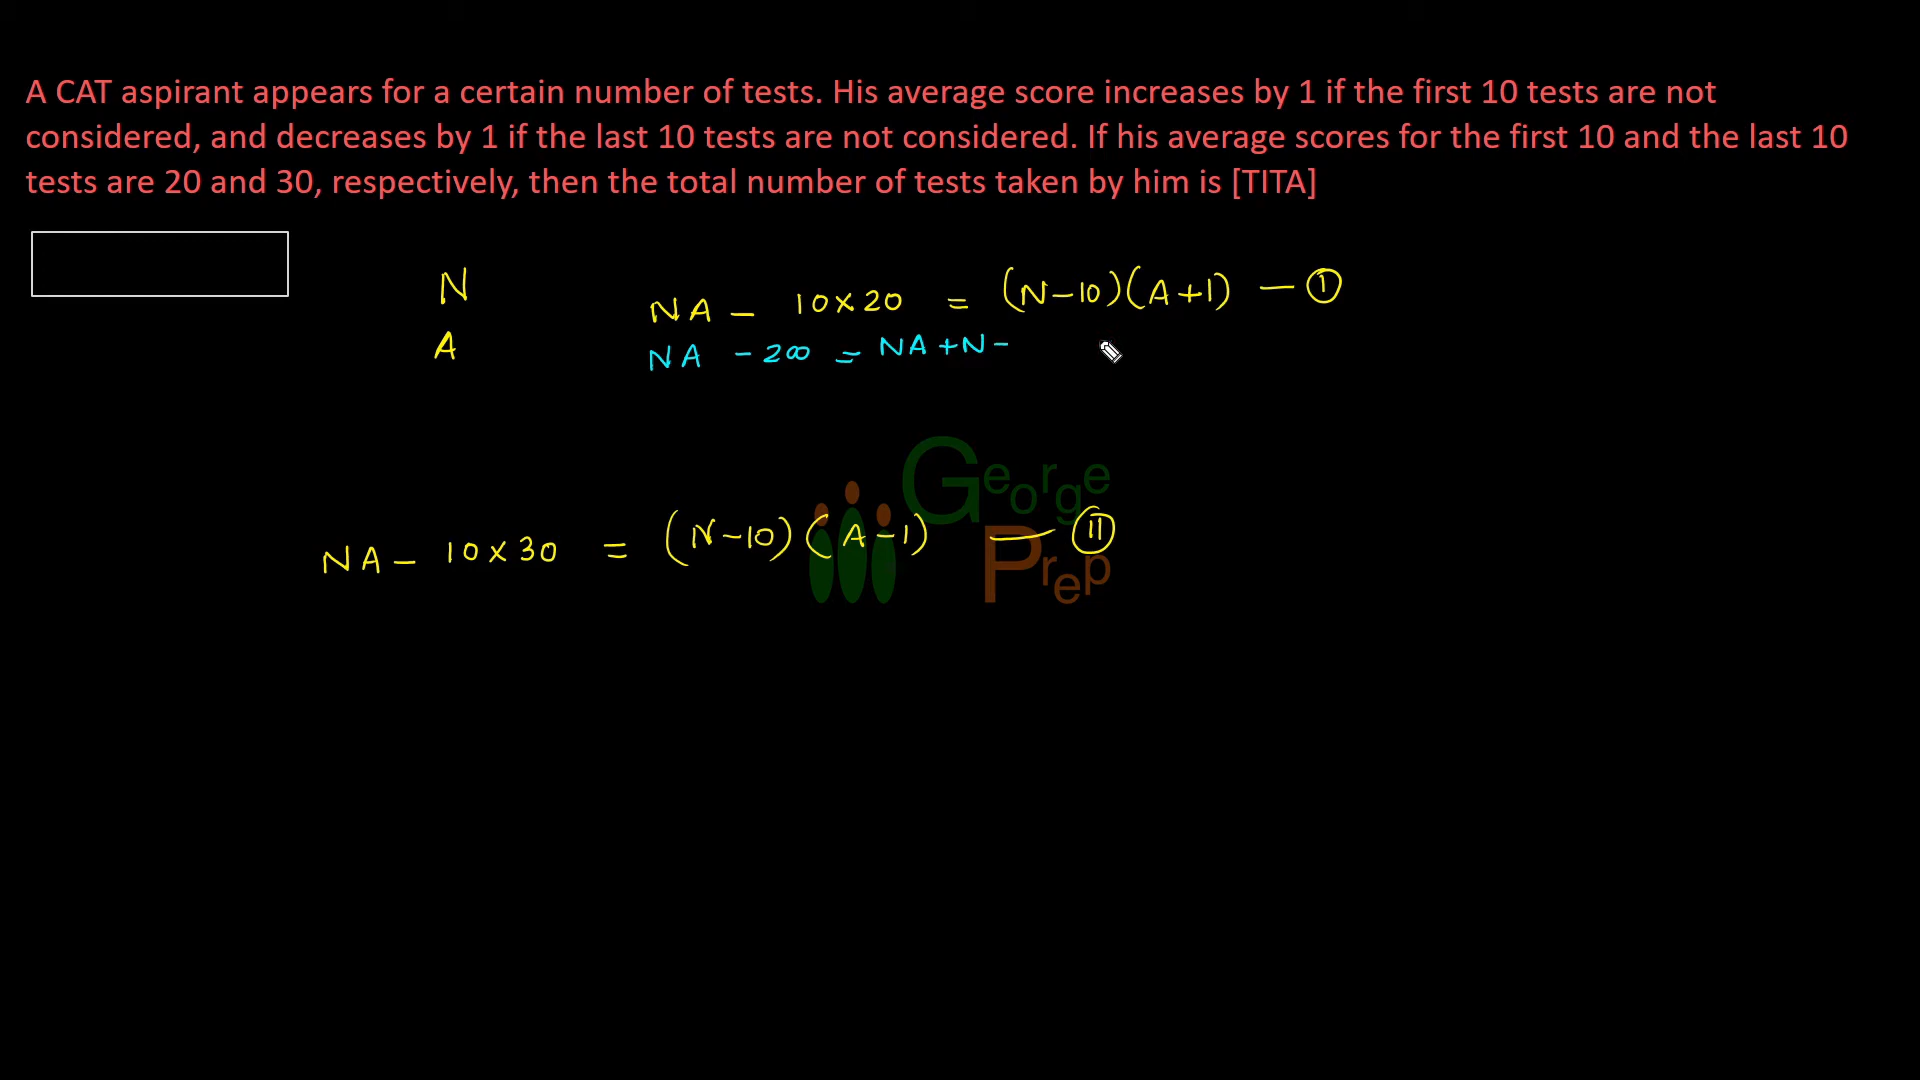 A CAT aspirant appears for a certain number of tests. His average score increases by 1 if the first 10 tests are not
considered, and decreases by 1 if the last 10 tests are not considered. If his average scores for the first 10 and the last 10
tests are 20 and 30, respectively, then the total number of tests taken by him is [TITA]
N
NA - 10×20 = (N-10)(A+1) — ①
A
NA - 200 = NA+N-
George
NA - 10×30 = (N-10)(A-1) — Ⅱ
Prep